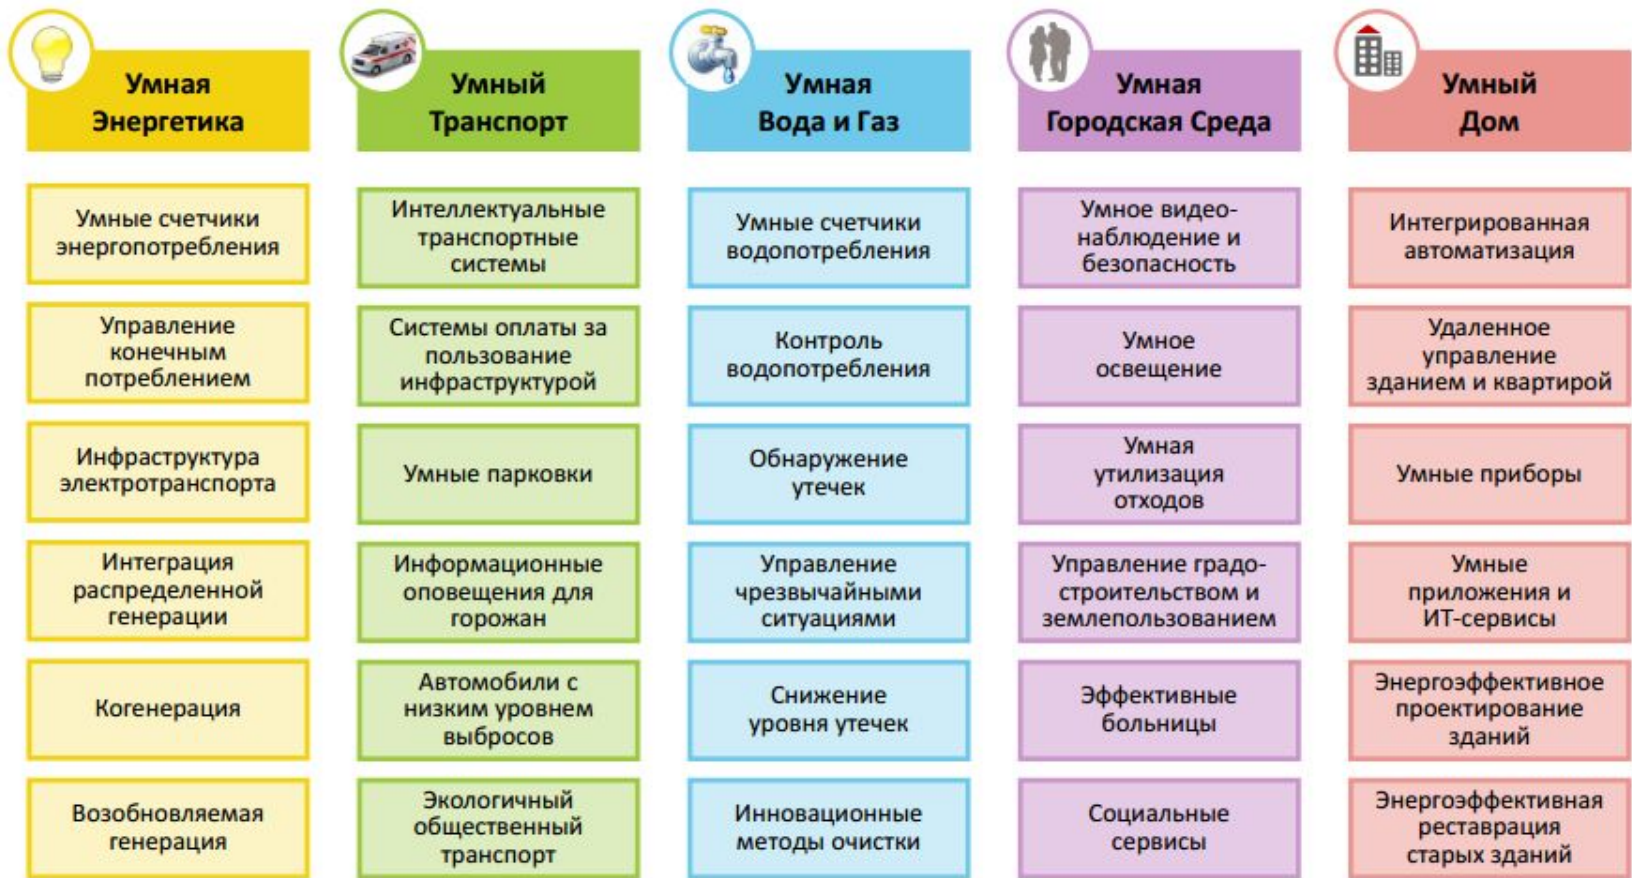 Умная
Энергетика
Умные счетчики
энергопотребления
Управление
конечным
потреблением
Инфраструктура
электротранспорта
Интеграция
распределенной
генерации
Когенерация
Возобновляемая
генерация
Умный
Транспорт
Интеллектуальные
транспортные
системы
Системы оплаты за
пользование
инфраструктурой
Умные парковки
Информационные
оповещения для
горожан
Автомобили с
низким уровнем
выбросов
Экологичный
общественный
транспорт
Умная
Вода и Газ
Умные счетчики
водопотребления
Контроль
водопотребления
Обнаружение
утечек
Управление
чрезвычайными
ситуациями
Снижение
уровня утечек
Инновационные
методы очистки
Умная
Городская Среда
Умное видео-
наблюдение и
безопасность
Умное
освещение
Умная
утилизация
отходов
Управление градо-
строительством и
землепользованием
Эффективные
больницы
Социальные
сервисы
Умный
Дом
Интегрированная
автоматизация
Удаленное
управление
зданием и квартирой
Умные приборы
Умные
приложения и
ИТ-сервисы
Энергоэффективное
проектирование
зданий
Энергоэффективная
реставрация
старых зданий